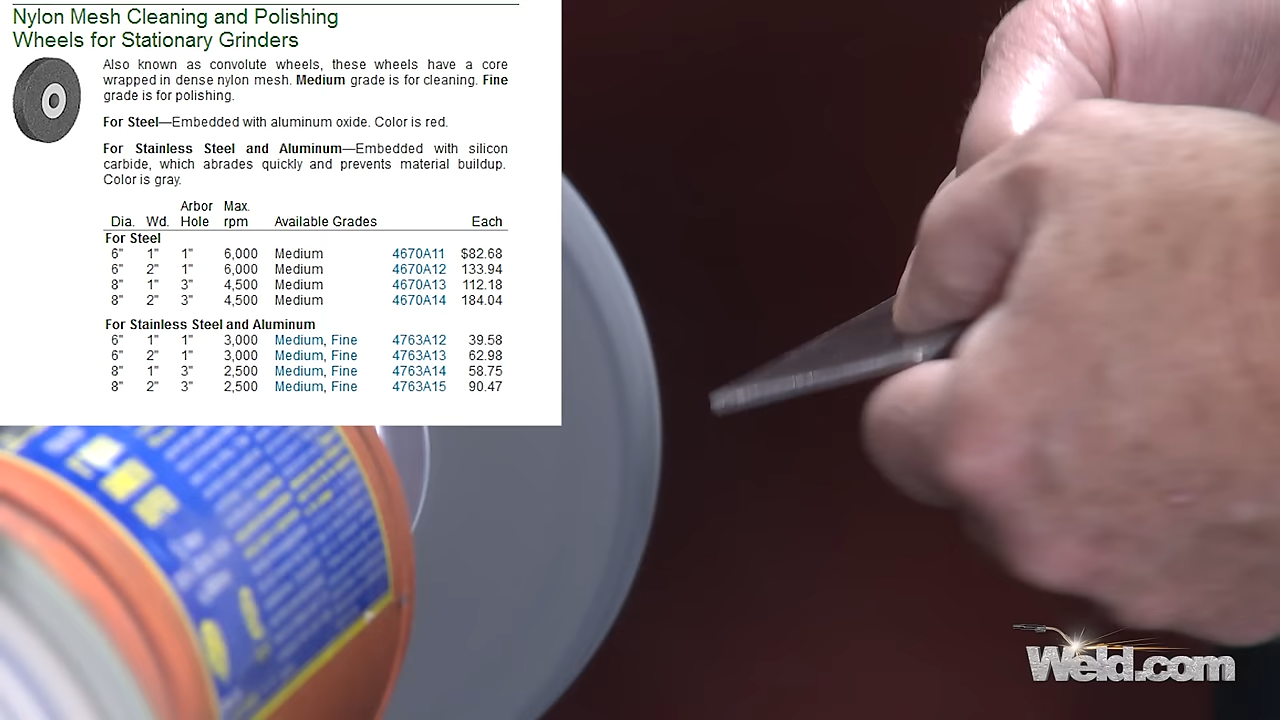 Nylon Mesh Cleaning and Polishing
Wheels for Stationary Grinders
Also known as convolute wheels, these wheels have a core
wrapped in dense nylon mesh. Medium grade is for cleaning. Fine
grade is for polishing.
For Steel—Embedded with aluminum oxide. Color is red.
For Stainless Steel and Aluminum—Embedded with silicon
carbide, which abrades quickly and prevents material buildup.
Color is gray.
Arbor Max.
Dia. Wd. Hole rpm Available Grades Each
For Steel
6" 1" 1" 6,000 Medium 4670A11 $82.68
6" 2" 1" 6,000 Medium 4670A12 133.94
8" 1" 3" 4,500 Medium 4670A13 112.18
8" 2" 3" 4,500 Medium 4670A14 184.04
For Stainless Steel and Aluminum
6" 1" 1" 3,000 Medium, Fine 4763A12 39.58
6" 2" 1" 3,000 Medium, Fine 4763A13 62.98
8" 1" 3" 2,500 Medium, Fine 4763A14 58.75
8" 2" 3" 2,500 Medium, Fine 4763A15 90.47
Weld.com